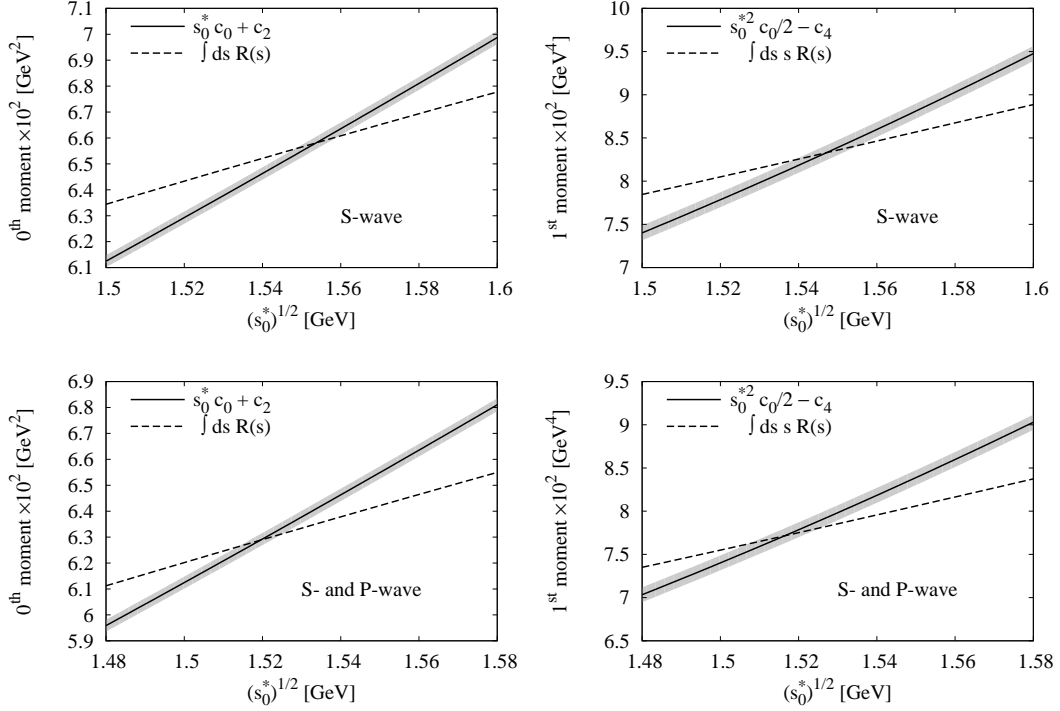 0th moment ×10² [GeV²]
7.1
7
6.9
6.8
6.7
6.6
6.5
6.4
6.3
6.2
6.1
s₀* c₀ + c₂
∫ ds R(s)
S-wave
1.5 1.52 1.54 1.56 1.58 1.6
(s₀*)^{1/2} [GeV]
1st moment ×10² [GeV⁴]
10
9.5
9
8.5
8
7.5
7
s₀*² c₀/2 – c₄
∫ ds s R(s)
S-wave
1.5 1.52 1.54 1.56 1.58 1.6
(s₀*)^{1/2} [GeV]
0th moment ×10² [GeV²]
6.9
6.8
6.7
6.6
6.5
6.4
6.3
6.2
6.1
6
5.9
s₀* c₀ + c₂
∫ ds R(s)
S- and P-wave
1.48 1.5 1.52 1.54 1.56 1.58
(s₀*)^{1/2} [GeV]
1st moment ×10² [GeV⁴]
9.5
9
8.5
8
7.5
7
6.5
s₀*² c₀/2 – c₄
∫ ds s R(s)
S- and P-wave
1.48 1.5 1.52 1.54 1.56 1.58
(s₀*)^{1/2} [GeV]